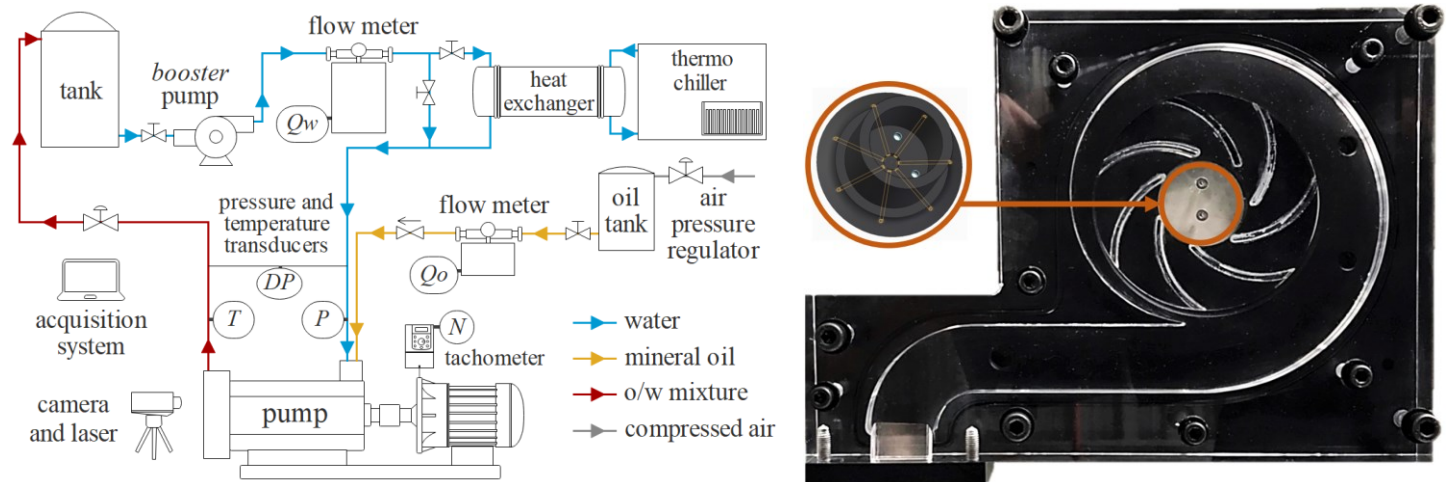 flow meter
tank
booster
pump
Qw
heat
exchanger
thermo
chiller
pressure and
temperature
transducers
flow meter
oil
tank
air
pressure
regulator
Qo
DP
acquisition
system
T
P
N
tachometer
water
mineral oil
o/w mixture
compressed air
camera
and laser
pump